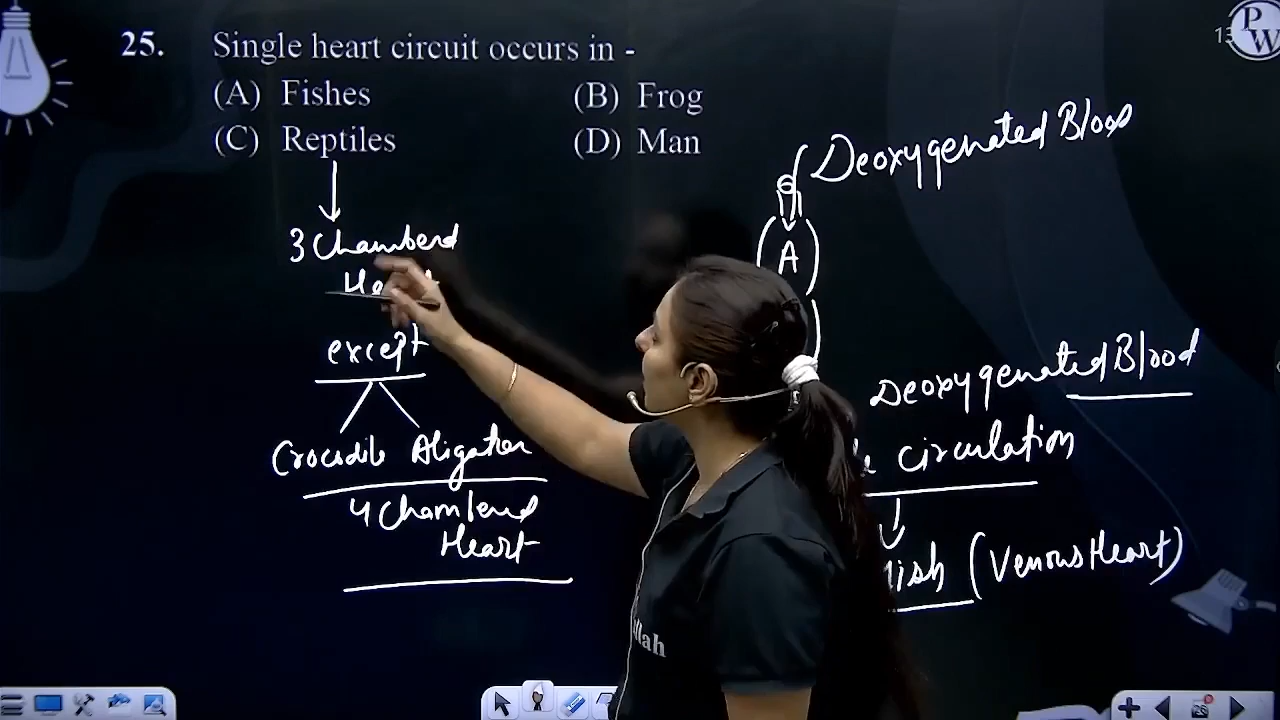 25. Single heart circuit occurs in -
(A) Fishes (B) Frog
(C) Reptiles (D) Man
P
W
Deoxygenated Blood
A
3 Chamberd
except
Crocodile Aligator
4 Chamberd
Heart
Deoxygenated Blood
circulation
(Venous Heart)
llah